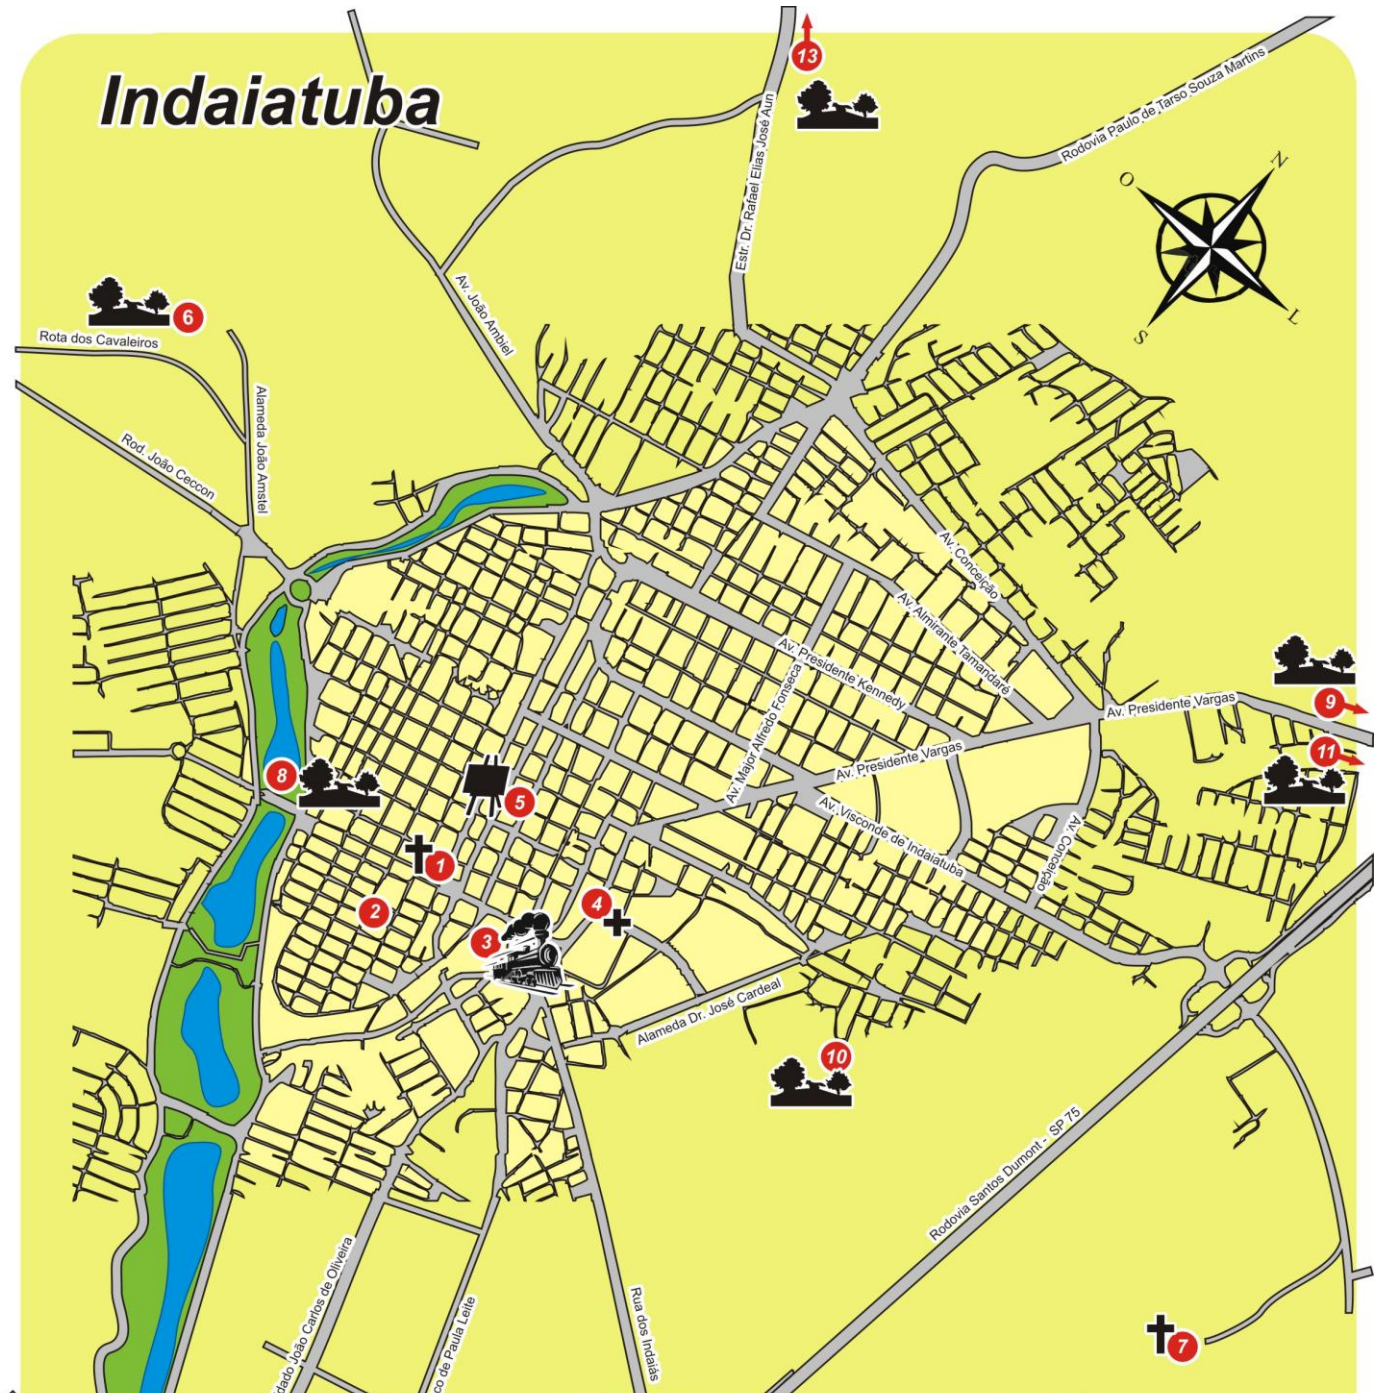 Indaiatuba
13
Estr. Dr. Rafael Elias José Aun
Rodovia Paulo de Tarso Souza Martins
N
O
L
S
6
Rota dos Cavaleiros
Av. João Ambiel
Alameda João Amstel
Rod. João Ceccon
Av. Conceição
Av. Almirante Tamandaré
Av. Presidente Kennedy
Av. Major Alfredo Fonseca
Av. Presidente Vargas
9
11
Av. Presidente Vargas
8
5
Av. Visconde de Indaiatuba
Av. Conceição
1
2
4
3
Alameda Dr. José Cardeal
10
Rodovia Santos Dumont - SP 75
dado João Carlos de Oliveira
co de Paula Leite
Rua dos Indaiás
7